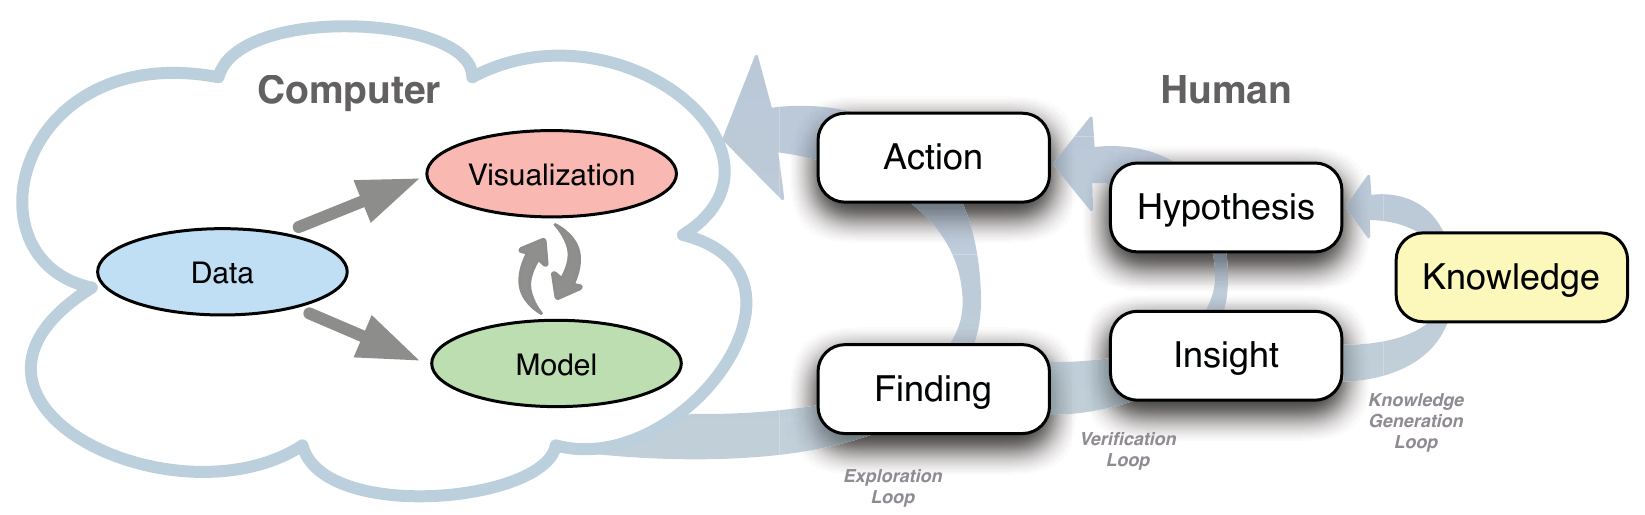 Computer
Human
Visualization
Action
Hypothesis
Data
Knowledge
Model
Insight
Finding
Knowledge
Generation
Loop
Verification
Loop
Exploration
Loop